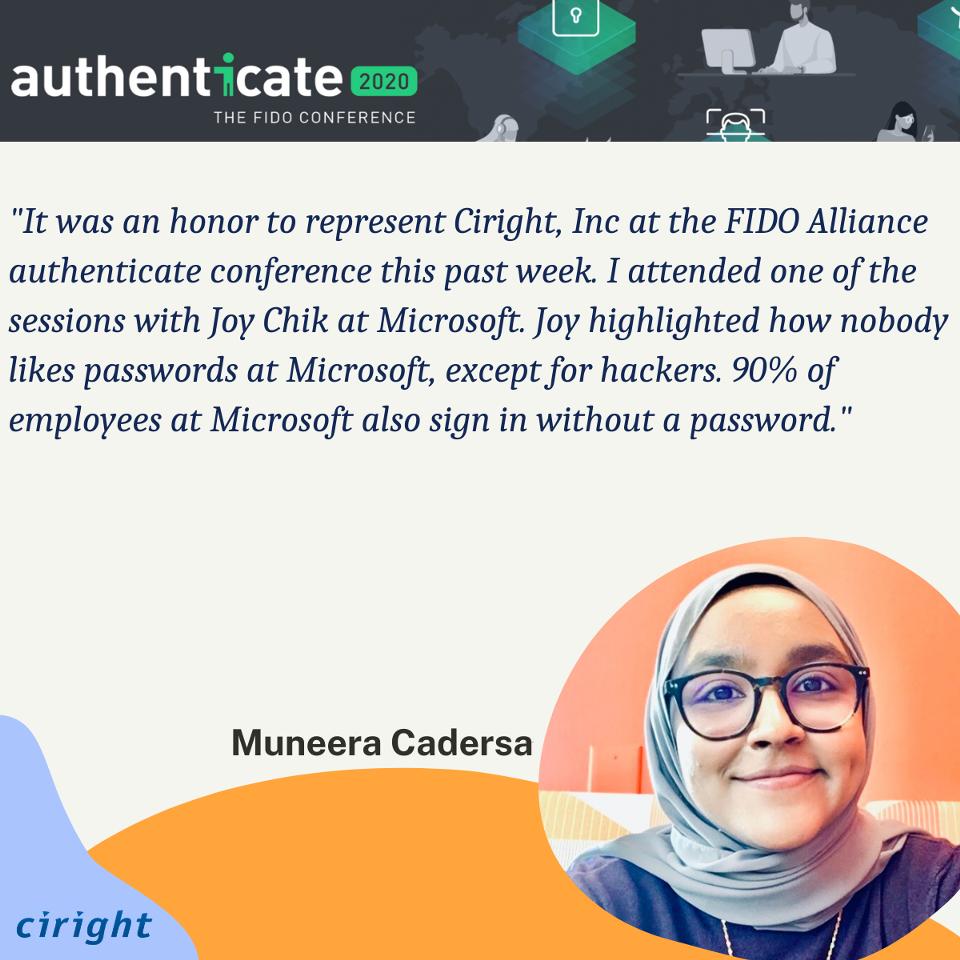 authenticate 2020
THE FIDO CONFERENCE
"It was an honor to represent Ciright, Inc at the FIDO Alliance
authenticate conference this past week. I attended one of the
sessions with Joy Chik at Microsoft. Joy highlighted how nobody
likes passwords at Microsoft, except for hackers. 90% of
employees at Microsoft also sign in without a password."
Muneera Cadersa
ciright